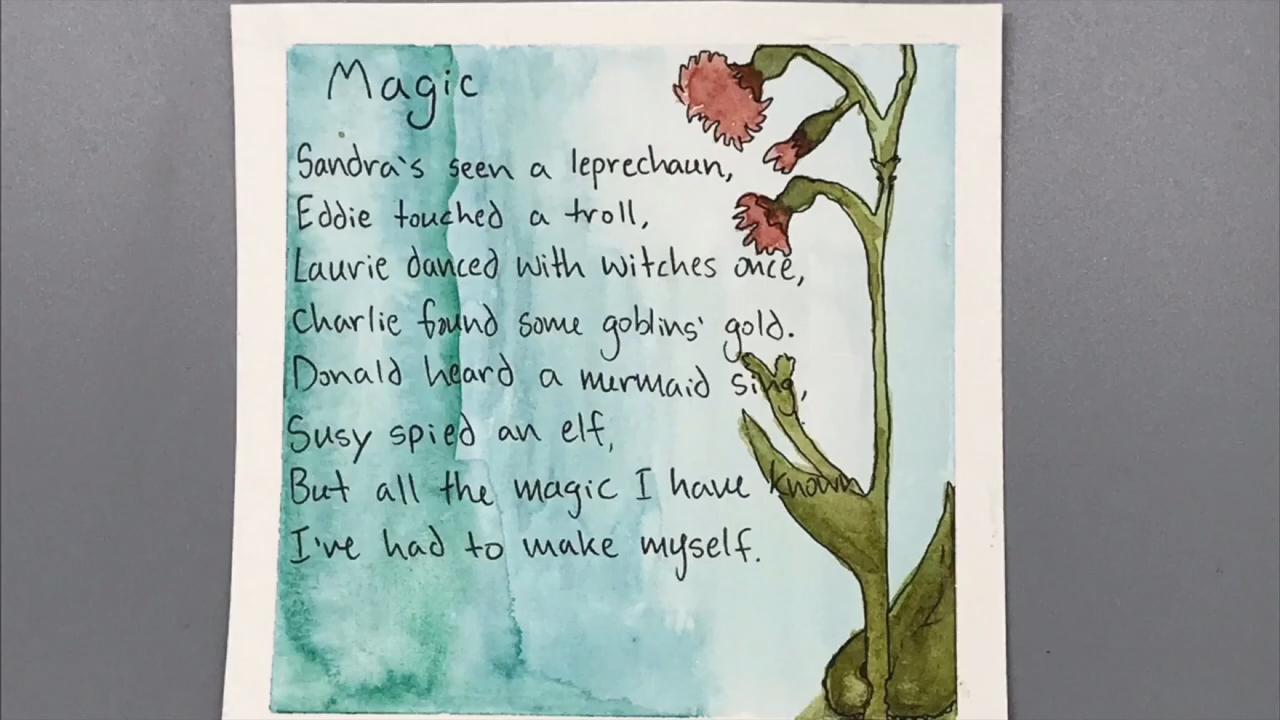 Magic
Sandra's seen a leprechaun,
Eddie touched a troll,
Laurie danced with witches once,
Charlie found some goblins' gold.
Donald heard a mermaid sing,
Susy spied an elf,
But all the magic I have known
I've had to make myself.